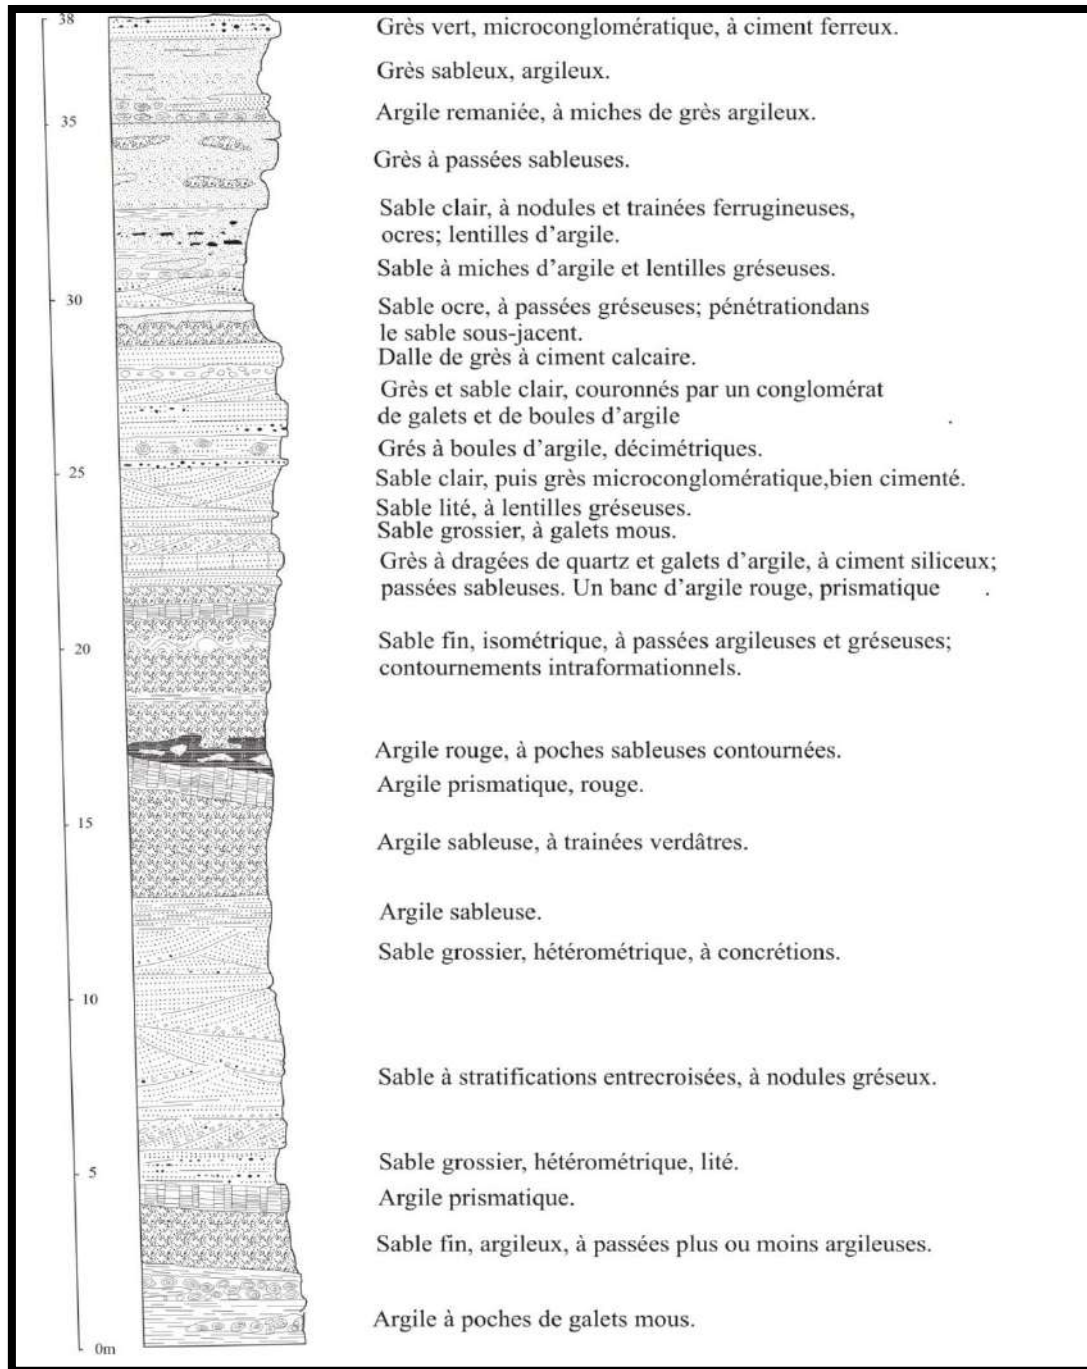 38
Grès vert, microconglomératique, à ciment ferreux.
Grès sableux, argileux.
Argile remaniée, à miches de grès argileux.
35
Grès à passées sableuses.
Sable clair, à nodules et trainées ferrugineuses,
ocres; lentilles d'argile.
Sable à miches d'argile et lentilles gréseuses.
30
Sable ocre, à passées gréseuses; pénétrationdans
le sable sous-jacent.
Dalle de grès à ciment calcaire.
Grès et sable clair, couronnés par un conglomérat
de galets et de boules d'argile .
Grés à boules d'argile, décimétriques.
25
Sable clair, puis grès microconglomératique,bien cimenté.
Sable lité, à lentilles gréseuses.
Sable grossier, à galets mous.
Grès à dragées de quartz et galets d'argile, à ciment siliceux;
passées sableuses. Un banc d'argile rouge, prismatique .
20
Sable fin, isométrique, à passées argileuses et gréseuses;
contournements intraformationnels.
Argile rouge, à poches sableuses contournées.
Argile prismatique, rouge.
15
Argile sableuse, à trainées verdâtres.
Argile sableuse.
Sable grossier, hétérométrique, à concrétions.
10
Sable à stratifications entrecroisées, à nodules gréseux.
5
Sable grossier, hétérométrique, lité.
Argile prismatique.
Sable fin, argileux, à passées plus ou moins argileuses.
Argile à poches de galets mous.
0m